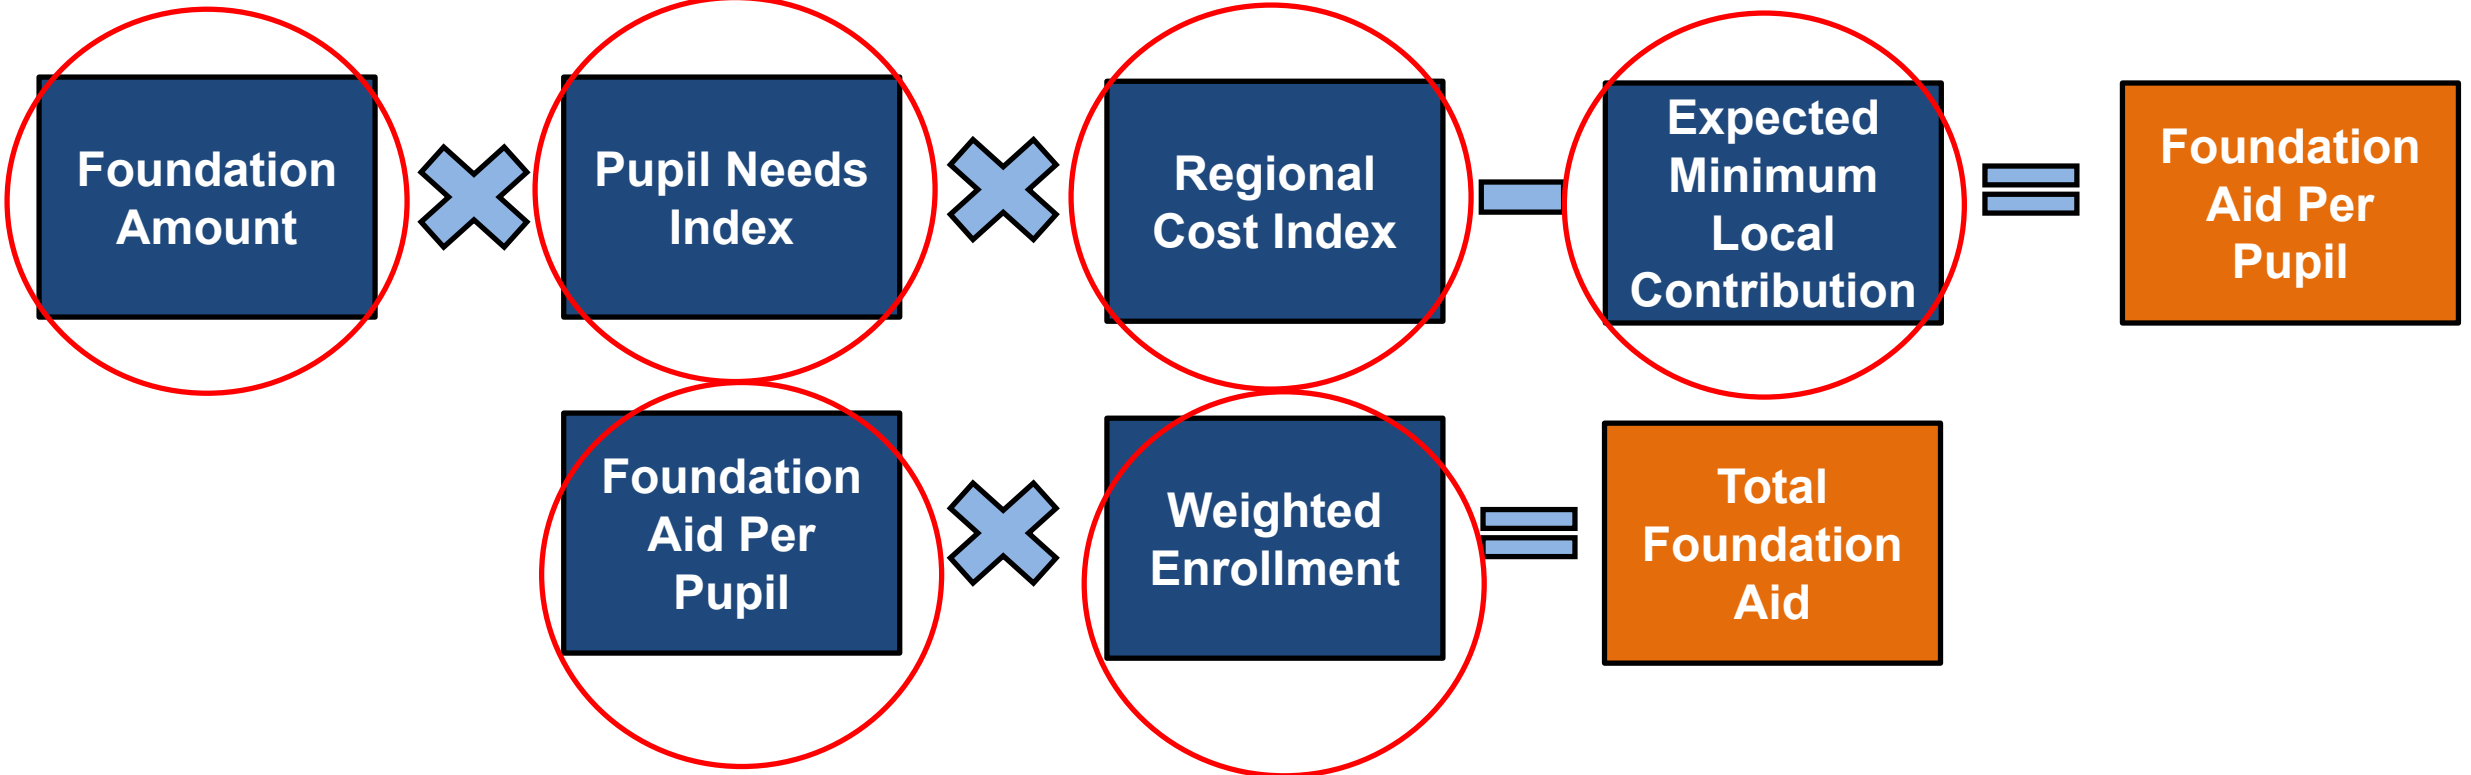 Foundation
Amount
Pupil Needs
Index
Regional
Cost Index
Expected
Minimum
Local
Contribution
Foundation
Aid Per
Pupil
Foundation
Aid Per
Pupil
Weighted
Enrollment
Total
Foundation
Aid